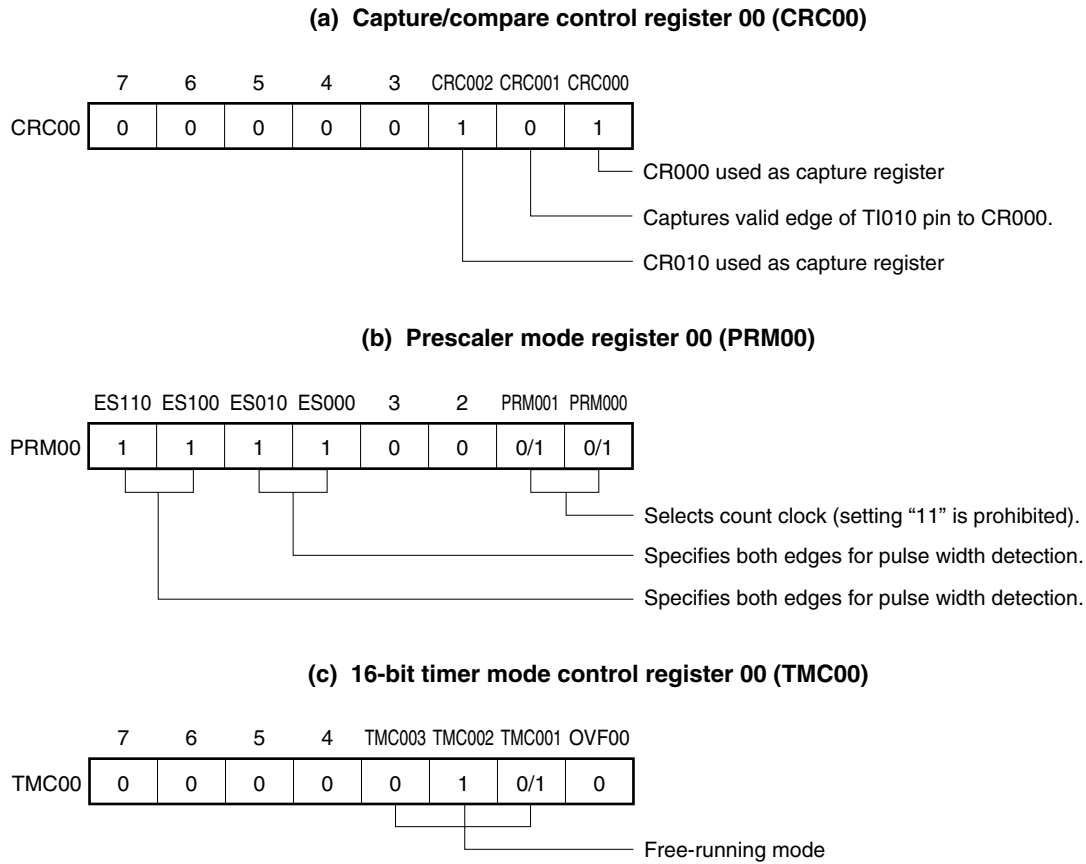 (a) Capture/compare control register 00 (CRC00)
7 6 5 4 3 CRC002 CRC001 CRC000
CRC00 0 0 0 0 0 1 0 1
CR000 used as capture register
Captures valid edge of TI010 pin to CR000.
CR010 used as capture register
(b) Prescaler mode register 00 (PRM00)
ES110 ES100 ES010 ES000 3 2 PRM001 PRM000
PRM00 1 1 1 1 0 0 0/1 0/1
Selects count clock (setting “11” is prohibited).
Specifies both edges for pulse width detection.
Specifies both edges for pulse width detection.
(c) 16-bit timer mode control register 00 (TMC00)
7 6 5 4 TMC003 TMC002 TMC001 OVF00
TMC00 0 0 0 0 0 1 0/1 0
Free-running mode